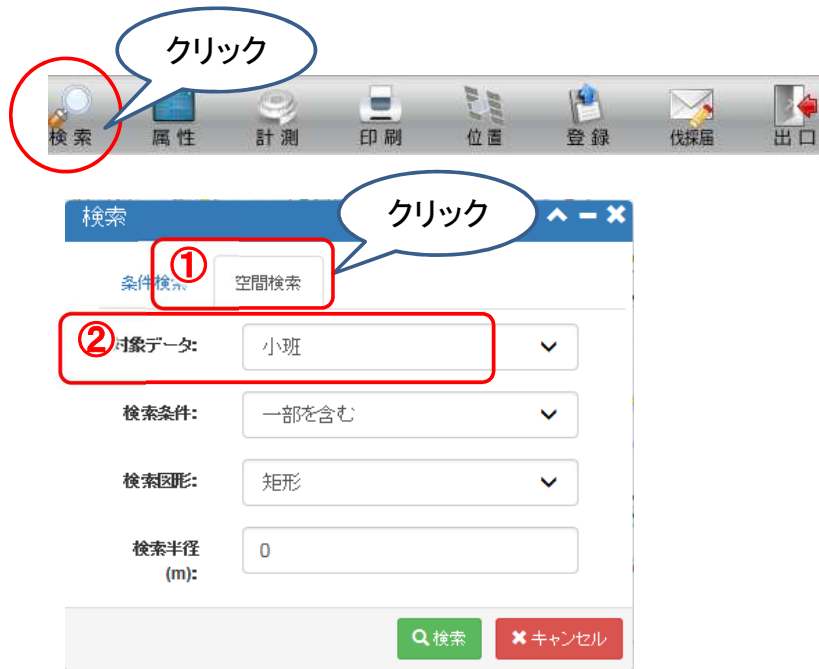 クリック
検索 属性 計測 印刷 位置 登録 伐採届 出口
検索
クリック
① 条件検索 空間検索
② 対象データ: 小班
検索条件: 一部を含む
検索図形: 矩形
検索半径 0
(m):
検索 キャンセル